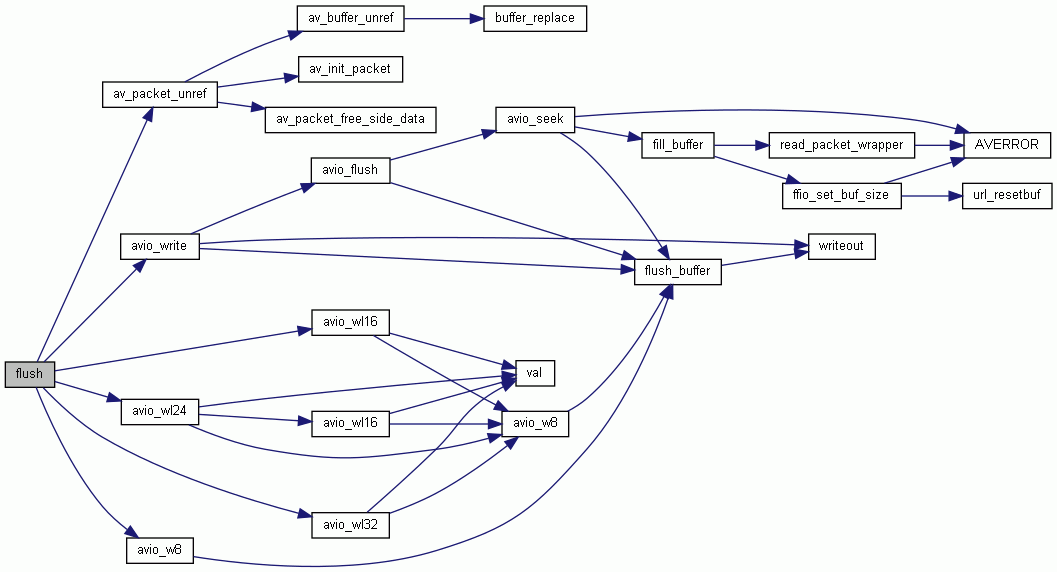 av_buffer_unref
buffer_replace
av_init_packet
av_packet_unref
av_packet_free_side_data
avio_seek
fill_buffer
read_packet_wrapper
AVERROR
avio_flush
ffio_set_buf_size
url_resetbuf
avio_write
writeout
flush_buffer
avio_wl16
flush
val
avio_wl24
avio_wl16
avio_w8
avio_wl32
avio_w8